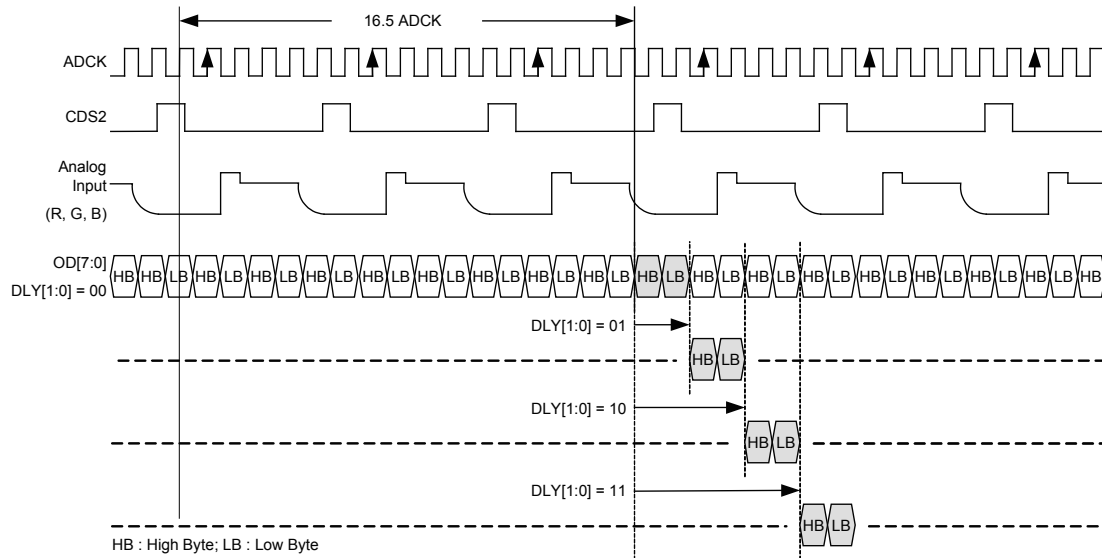 16.5 ADCK
ADCK
CDS2
Analog
Input
(R, G, B)
OD[7:0]
DLY[1:0] = 00
HB HB LB HB LB HB LB HB LB HB LB HB LB HB LB HB LB HB LB HB LB HB LB HB LB HB LB HB LB HB LB HB LB HB LB HB
DLY[1:0] = 01
HB LB
DLY[1:0] = 10
HB LB
DLY[1:0] = 11
HB LB
HB : High Byte; LB : Low Byte